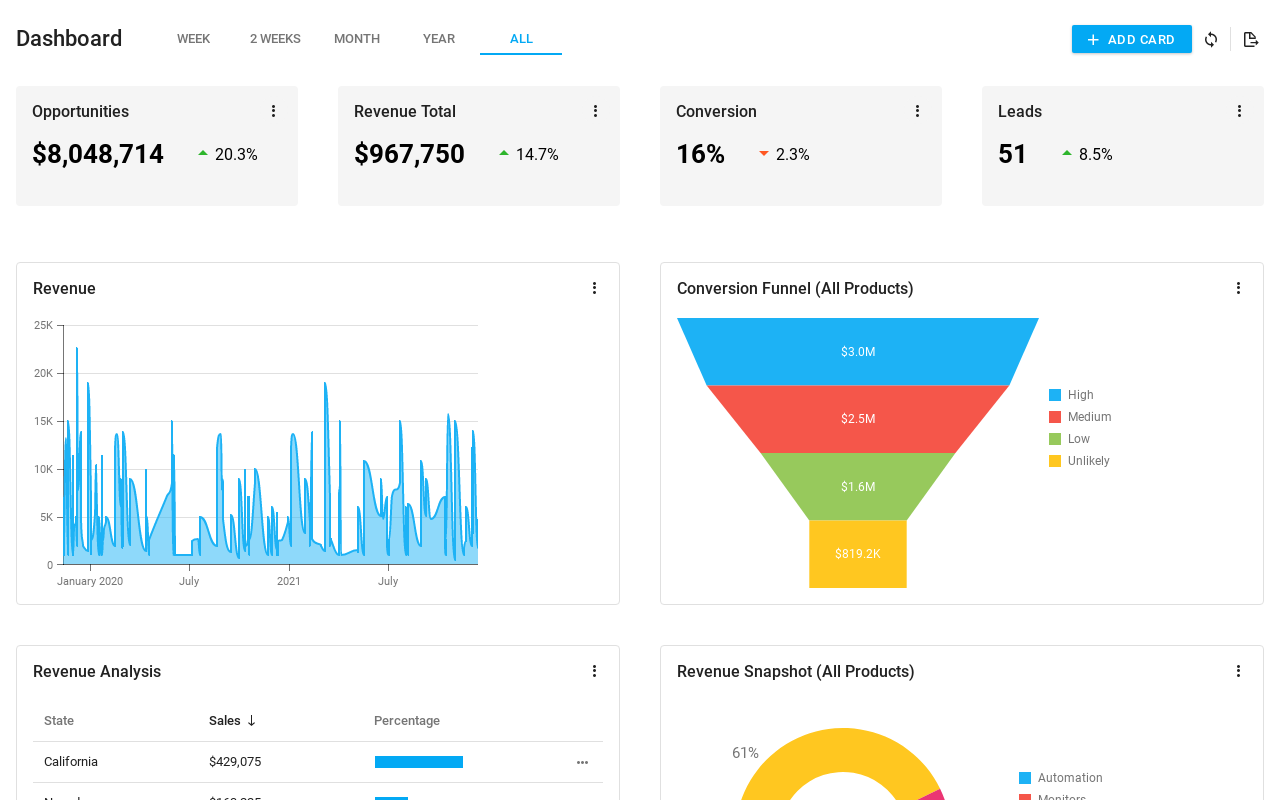 Dashboard
WEEK
2 WEEKS
MONTH
YEAR
ALL
ADD CARD
Opportunities
$8,048,714
20.3%
Revenue Total
$967,750
14.7%
Conversion
16%
2.3%
Leads
51
8.5%
Revenue
25K
20K
15K
10K
5K
0
January 2020
July
2021
July
Conversion Funnel (All Products)
$3.0M
$2.5M
$1.6M
$819.2K
High
Medium
Low
Unlikely
Revenue Analysis
State
Sales
Percentage
California
$429,075
Revenue Snapshot (All Products)
61%
Automation
Monitors